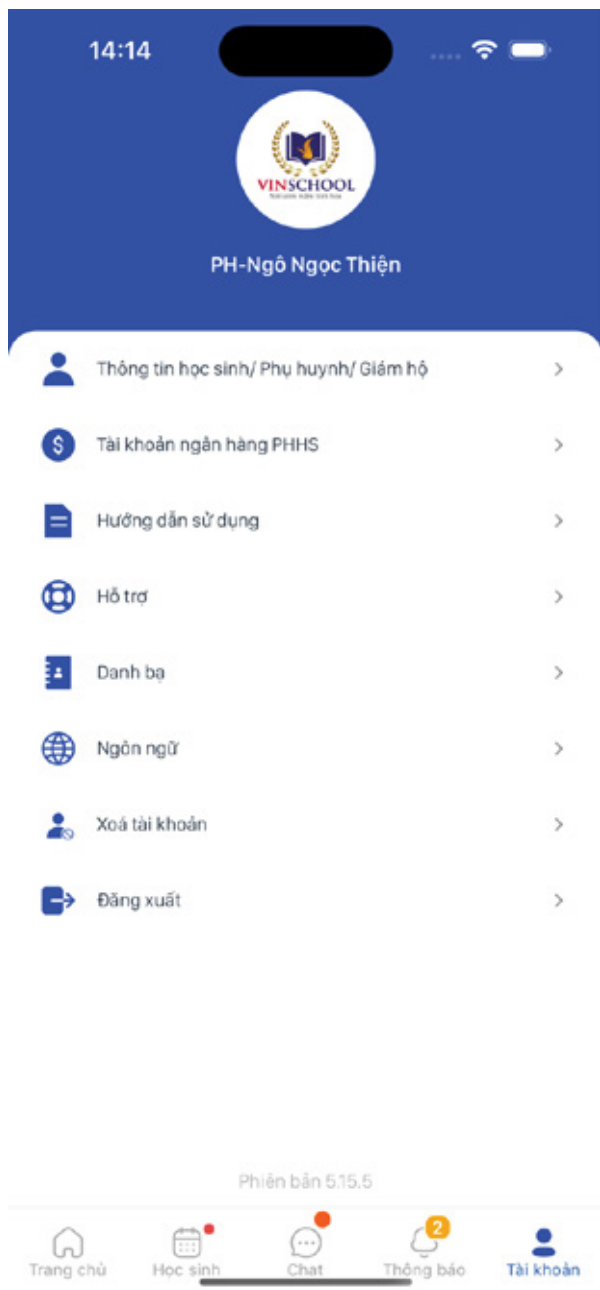 14:14
VINSCHOOL
PH-Ngô Ngọc Thiện
Thông tin học sinh/ Phụ huynh/ Giám hộ
Tài khoản ngân hàng PHHS
Hướng dẫn sử dụng
Hỗ trợ
Danh bạ
Ngôn ngữ
Xoá tài khoản
Đăng xuất
Phiên bản 5.15.5
2
Trang chủ Học sinh Chat Thông báo Tài khoản